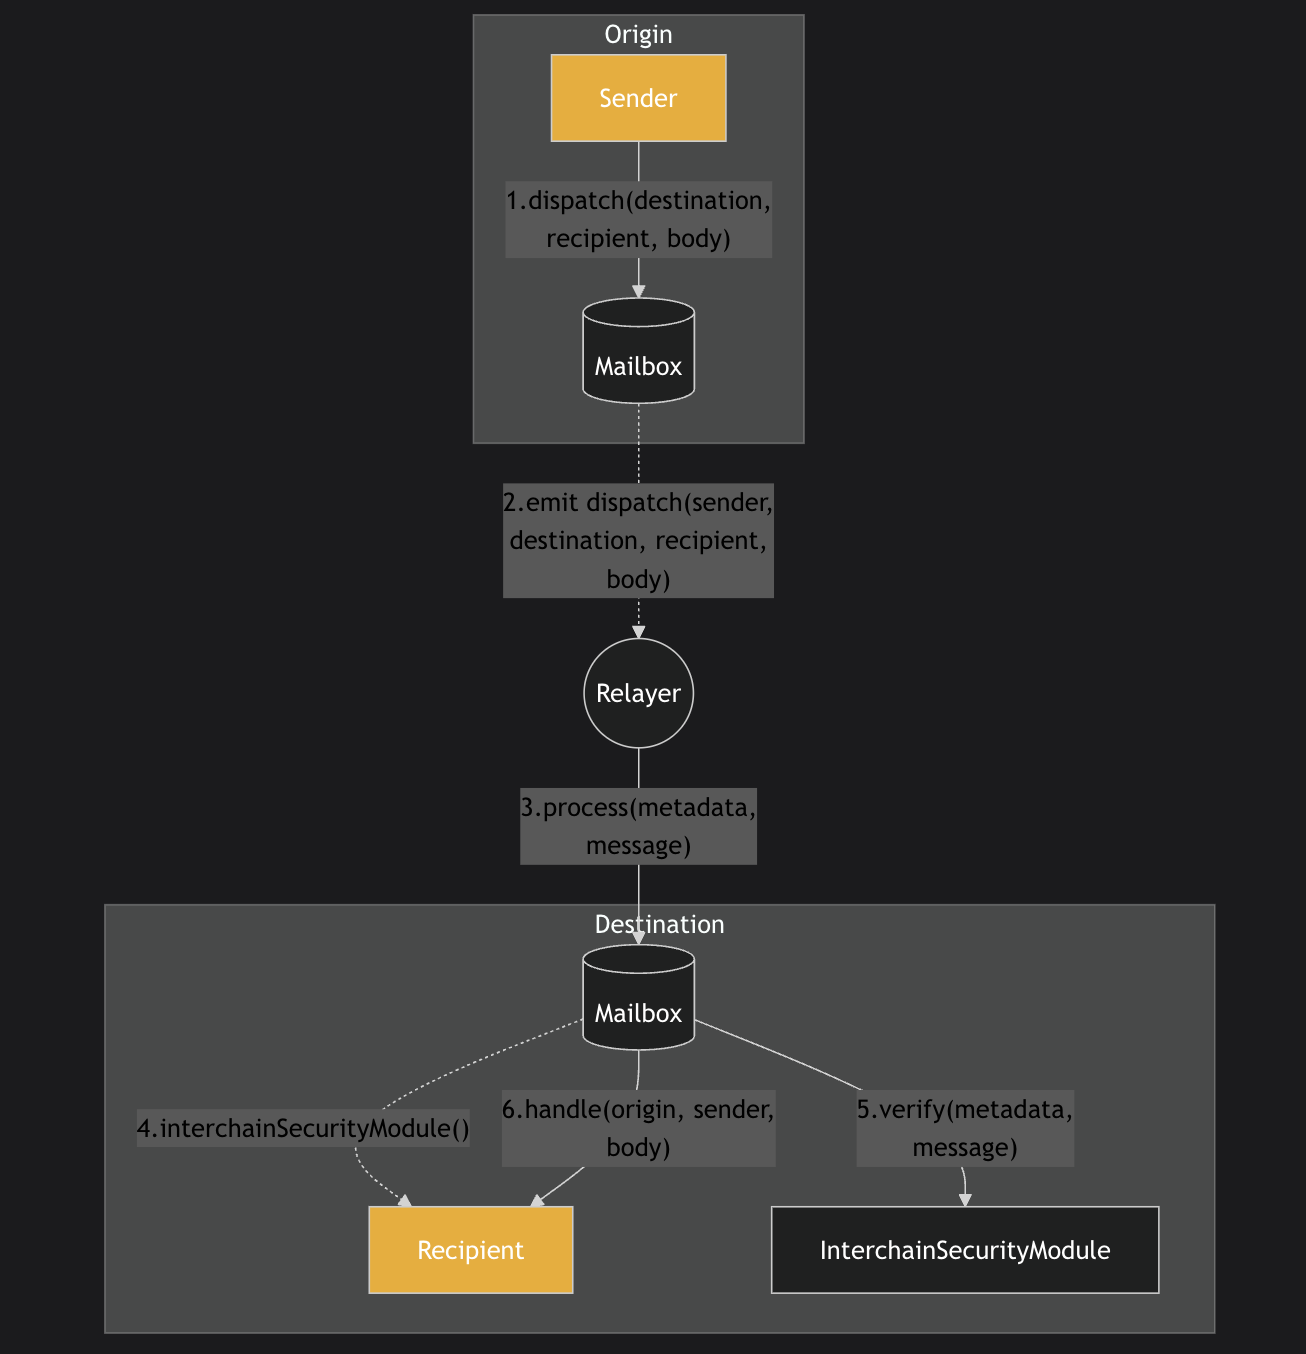 Origin
Sender
1.dispatch(destination,
recipient, body)
Mailbox
2.emit dispatch(sender,
destination, recipient,
body)
Relayer
3.process(metadata,
message)
Destination
Mailbox
4.interchainSecurityModule()
6.handle(origin, sender,
body)
5.verify(metadata,
message)
Recipient
InterchainSecurityModule